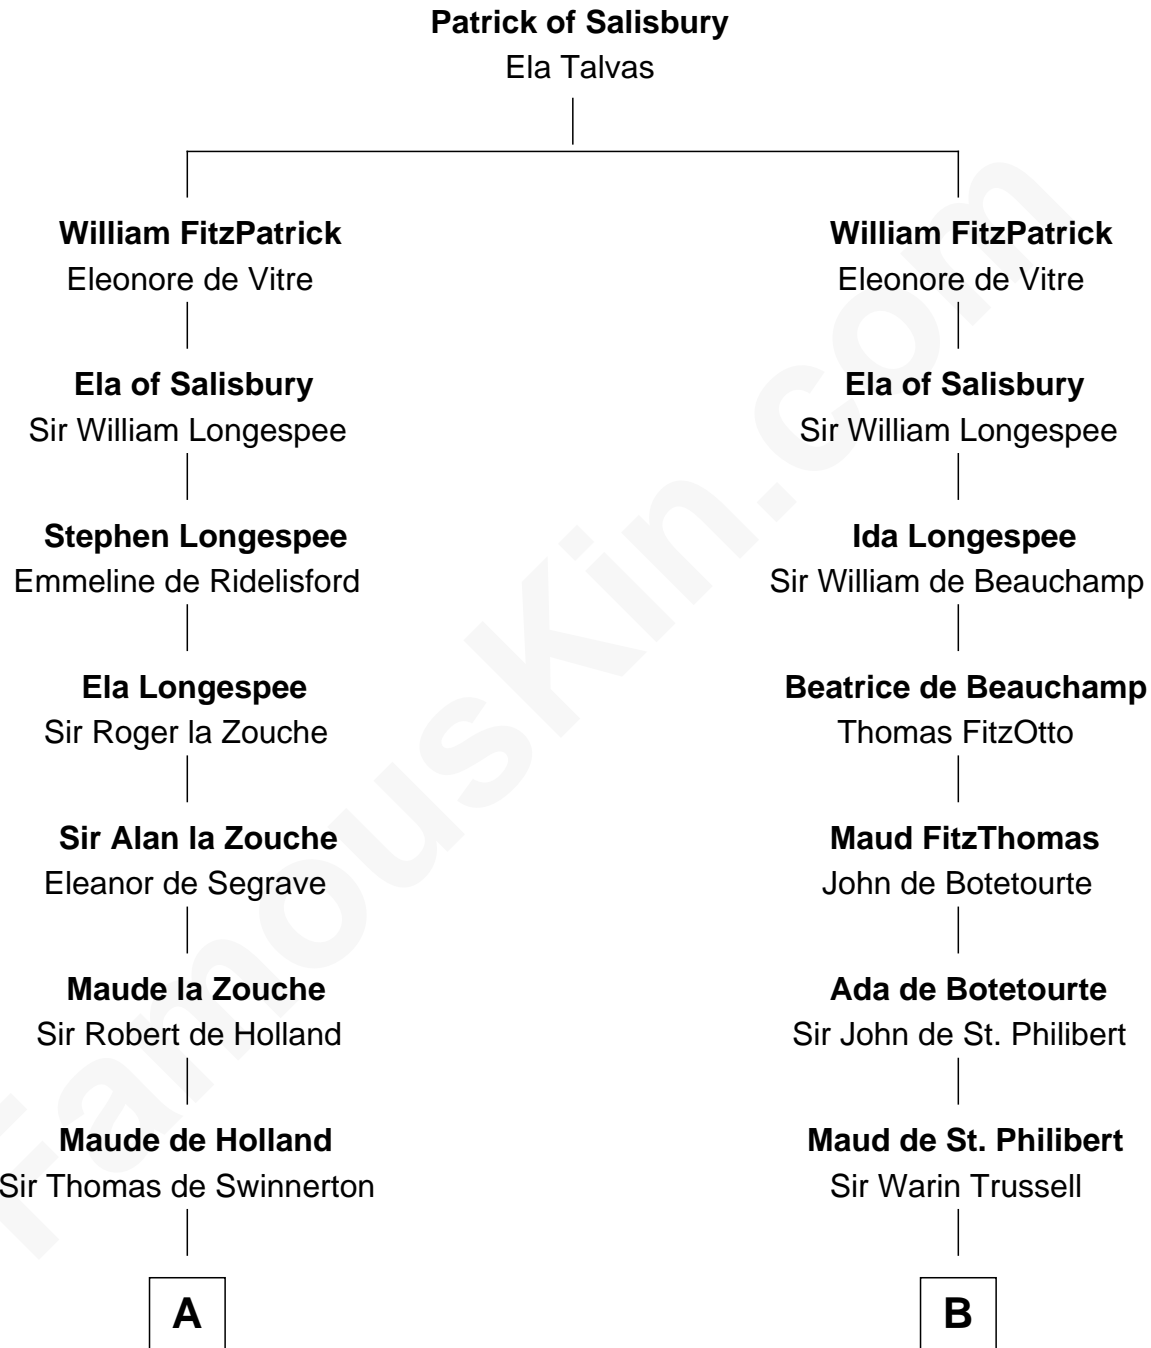 Patrick of Salisbury
Ela Talvas
William FitzPatrick
Eleonore de Vitre
William FitzPatrick
Eleonore de Vitre
Ela of Salisbury
Sir William Longespee
Ela of Salisbury
Sir William Longespee
Stephen Longespee
Emmeline de Ridelisford
Ida Longespee
Sir William de Beauchamp
Ela Longespee
Sir Roger la Zouche
Beatrice de Beauchamp
Thomas FitzOtto
Sir Alan la Zouche
Eleanor de Segrave
Maud FitzThomas
John de Botetourte
Maude la Zouche
Sir Robert de Holland
Ada de Botetourte
Sir John de St. Philibert
Maude de Holland
Sir Thomas de Swinnerton
Maud de St. Philibert
Sir Warin Trussell
A
B
FamousKin.com